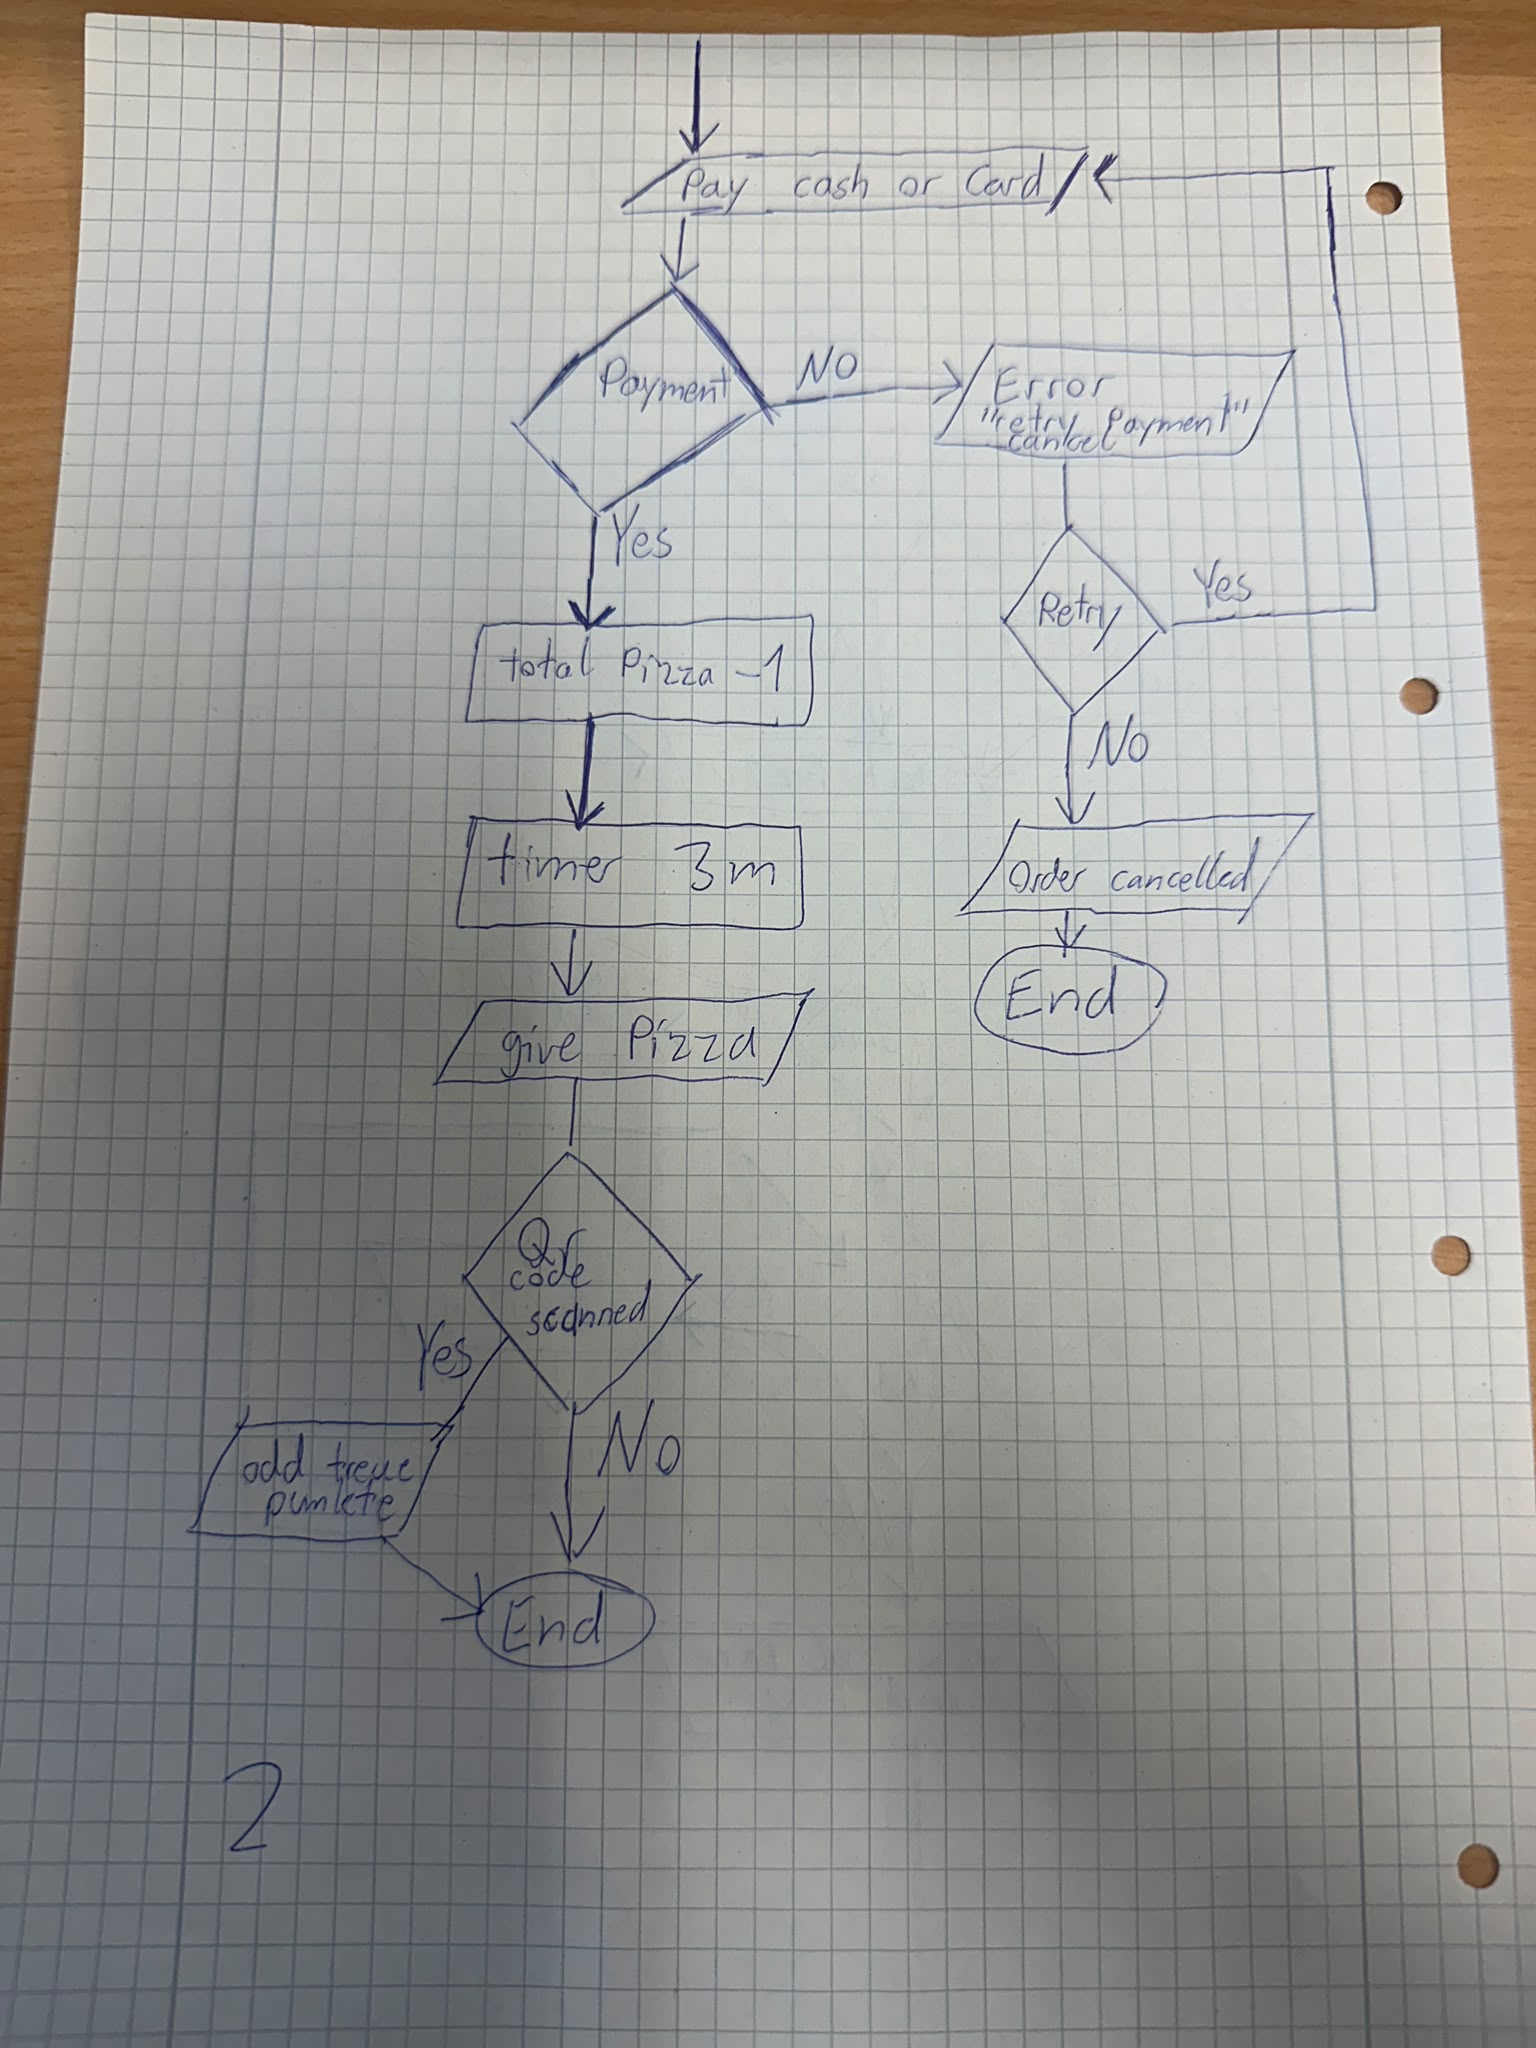 Pay cash or Card
Payment
NO
Error
"retry Payment"
cancel
Yes
Retry
Yes
total Pizza -1
No
timer 3m
Order cancelled
End
give Pizza
Qr
code
scanned
Yes
No
add treue
punkte
End
2